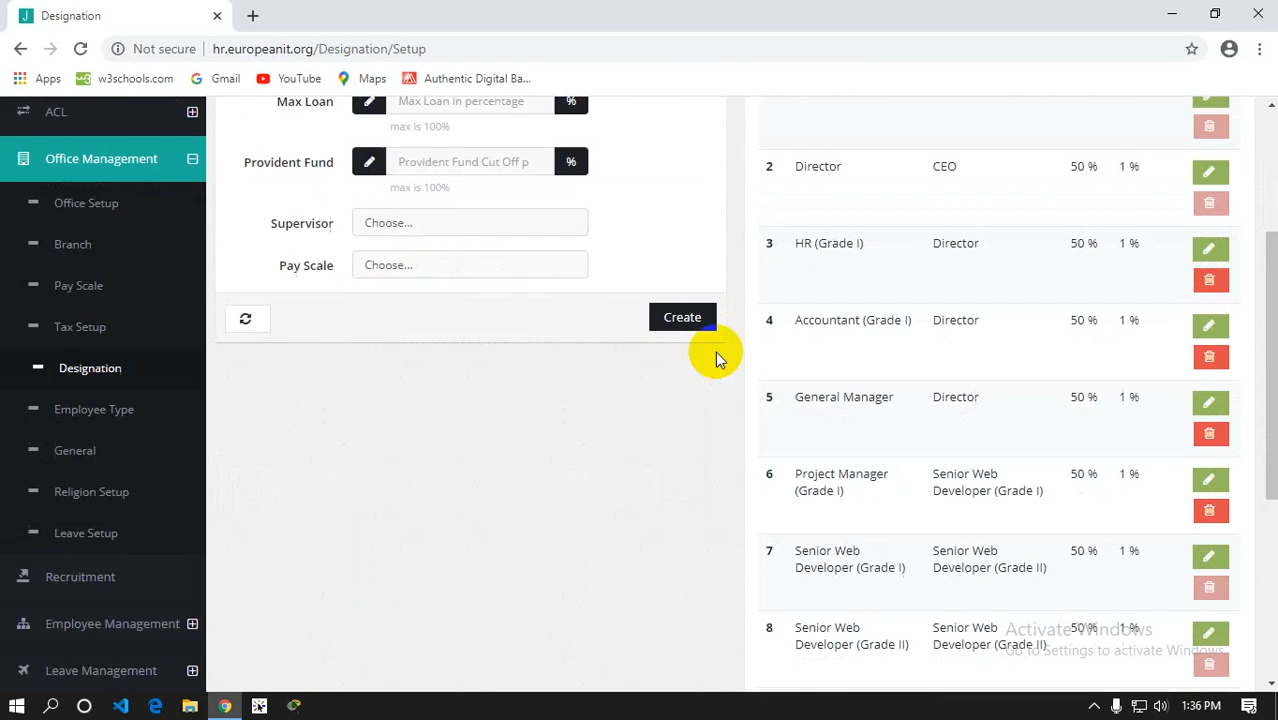 Designation
Not secure
hr.europeanit.org/Designation/Setup
Apps
w3schools.com
Gmail
YouTube
Maps
Authentic Digital Ba...
ACL
Office Management
Office Setup
Branch
Pay Scale
Tax Setup
Designation
Employee Type
General
Religion Setup
Leave Setup
Recruitment
Employee Management
Leave Management
Max Loan
Max Loan in percentage
%
max is 100%
Provident Fund
Provident Fund Cut Off p
%
max is 100%
Supervisor
Choose...
Pay Scale
Choose...
Create
2 Director CEO 50 % 1 %
3 HR (Grade I) Director 50 % 1 %
4 Accountant (Grade I) Director 50 % 1 %
5 General Manager Director 50 % 1 %
6 Project Manager Senior Web 50 % 1 %
(Grade I) Developer (Grade I)
7 Senior Web Senior Web 50 % 1 %
Developer (Grade I) Developer (Grade II)
8 Senior Web Senior Web 50 % 1 %
Developer (Grade II) Developer (Grade II)
Activate Windows
Go to Settings to activate Windows.
1:36 PM